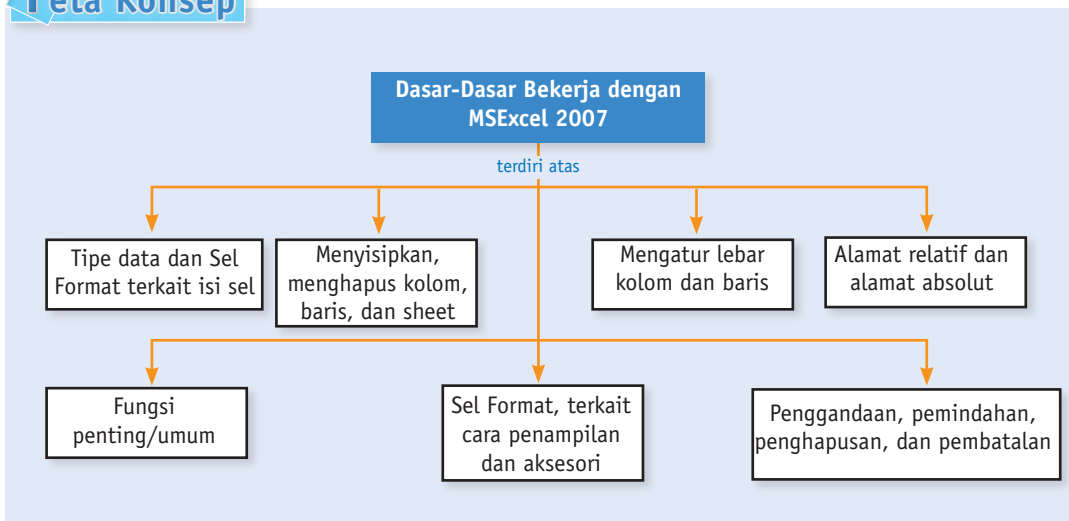 Peta Konsep
Dasar-Dasar Bekerja dengan
MSExcel 2007
terdiri atas
Tipe data dan Sel
Format terkait isi sel
Menyisipkan,
menghapus kolom,
baris, dan sheet
Mengatur lebar
kolom dan baris
Alamat relatif dan
alamat absolut
Fungsi
penting/umum
Sel Format, terkait
cara penampilan
dan aksesori
Penggandaan, pemindahan,
penghapusan, dan pembatalan